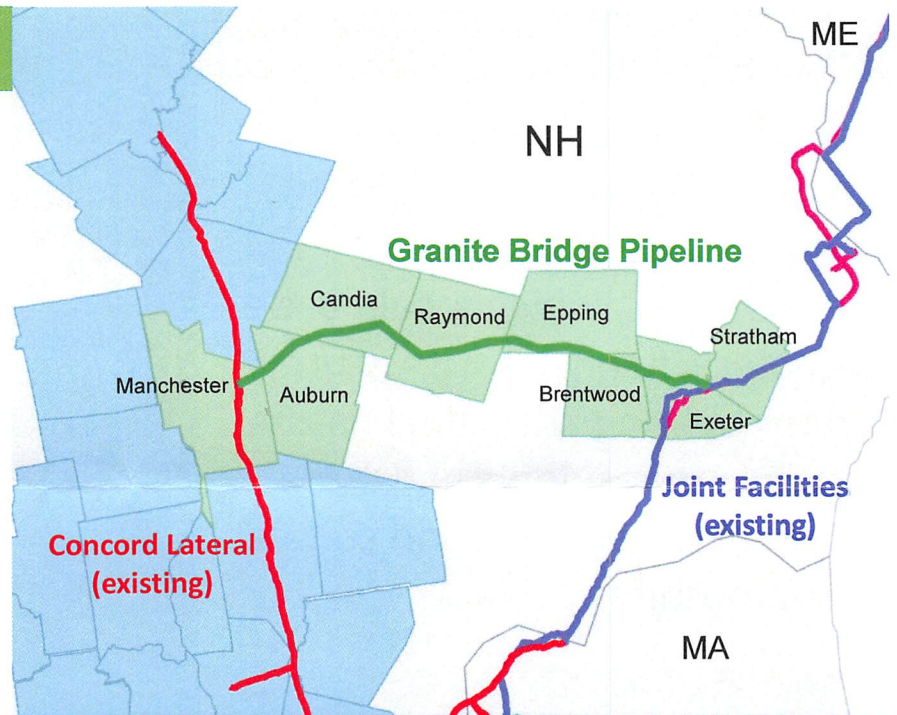 ME
NH
Granite Bridge Pipeline
Candia
Raymond
Epping
Stratham
Manchester
Auburn
Brentwood
Exeter
Joint Facilities
(existing)
Concord Lateral
(existing)
MA